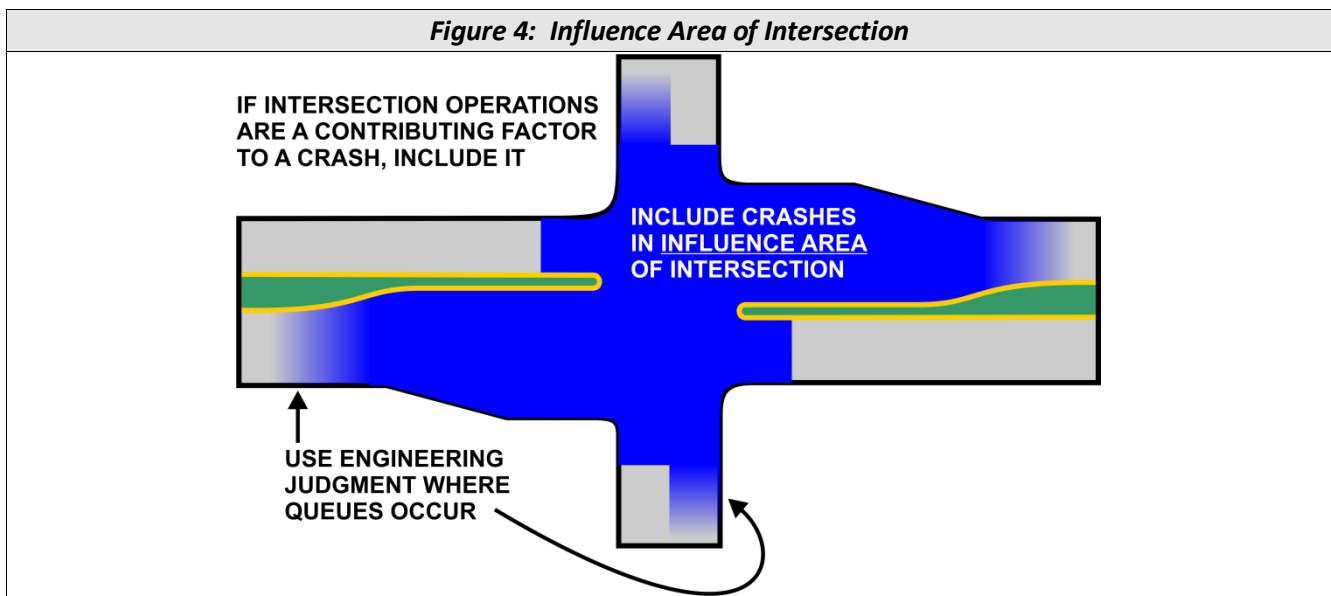 Figure 4: Influence Area of Intersection
IF INTERSECTION OPERATIONS
ARE A CONTRIBUTING FACTOR
TO A CRASH, INCLUDE IT
INCLUDE CRASHES
IN INFLUENCE AREA
OF INTERSECTION
USE ENGINEERING
JUDGMENT WHERE
QUEUES OCCUR